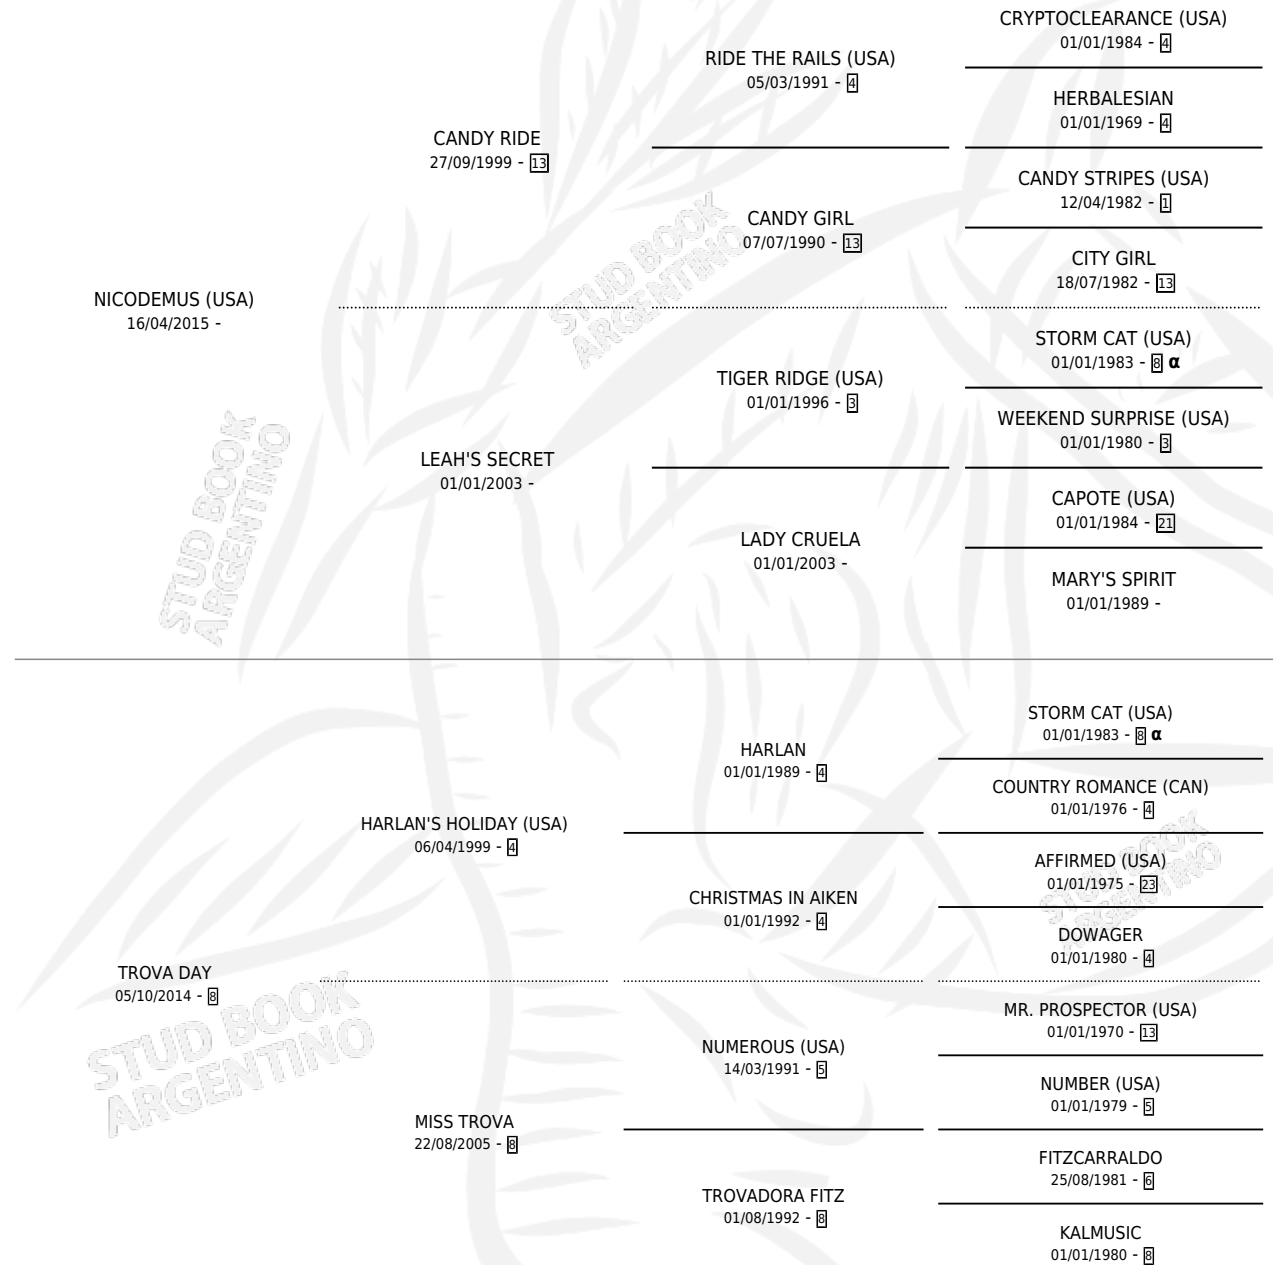 CRYPTOCLEARANCE (USA)
01/01/1984 - 4
RIDE THE RAILS (USA)
05/03/1991 - 4
HERBALESIAN
01/01/1969 - 4
CANDY RIDE
27/09/1999 - 13
CANDY STRIPES (USA)
12/04/1982 - 1
CANDY GIRL
07/07/1990 - 13
CITY GIRL
18/07/1982 - 13
NICODEMUS (USA)
16/04/2015 -
STORM CAT (USA)
01/01/1983 - 8 α
TIGER RIDGE (USA)
01/01/1996 - 3
WEEKEND SURPRISE (USA)
01/01/1980 - 3
LEAH'S SECRET
01/01/2003 -
CAPOTE (USA)
01/01/1984 - 21
LADY CRUELA
01/01/2003 -
MARY'S SPIRIT
01/01/1989 -
STORM CAT (USA)
01/01/1983 - 8 α
HARLAN
01/01/1989 - 4
COUNTRY ROMANCE (CAN)
01/01/1976 - 4
HARLAN'S HOLIDAY (USA)
06/04/1999 - 4
AFFIRMED (USA)
01/01/1975 - 23
CHRISTMAS IN AIKEN
01/01/1992 - 4
DOWAGER
01/01/1980 - 4
TROVA DAY
05/10/2014 - 8
MR. PROSPECTOR (USA)
01/01/1970 - 13
NUMEROUS (USA)
14/03/1991 - 5
NUMBER (USA)
01/01/1979 - 5
MISS TROVA
22/08/2005 - 8
FITZCARRALDO
25/08/1981 - 6
TROVADORA FITZ
01/08/1992 - 8
KALMUSIC
01/01/1980 - 8
STUD BOOK
ARGENTINO
STUD BOOK
ARGENTINO
STUD BOOK
ARGENTINO
STUD BOOK
ARGENTINO